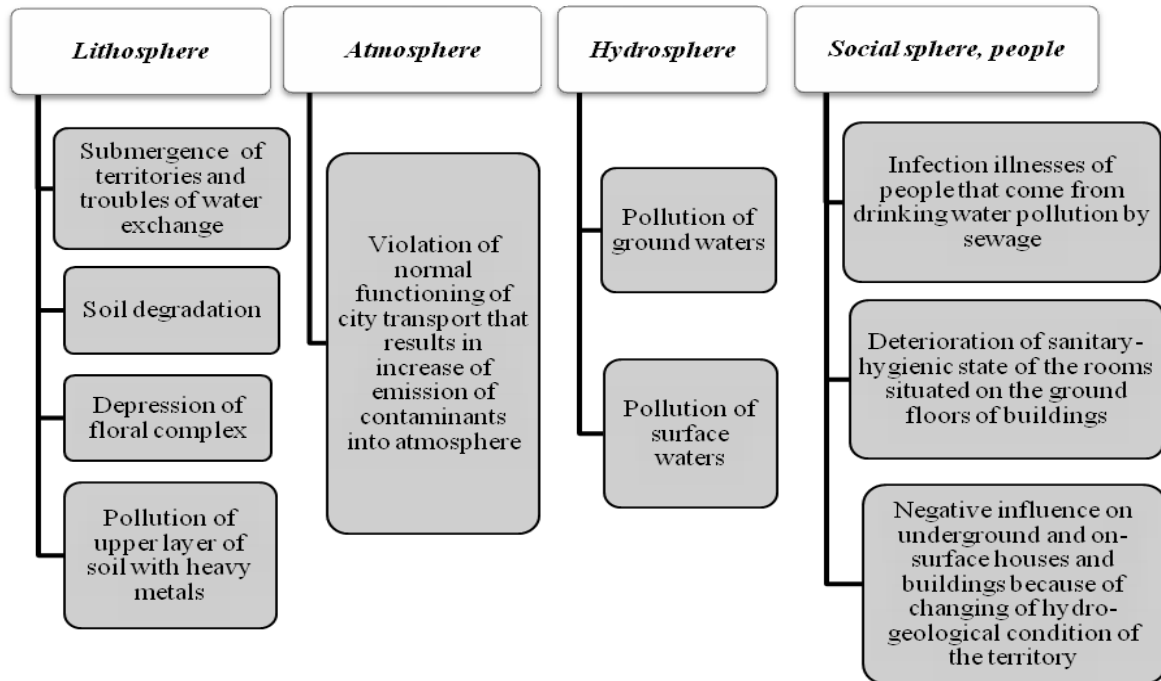 Lithosphere
Submergence of
territories and
troubles of water
exchange
Soil degradation
Depression of
floral complex
Pollution of
upper layer of
soil with heavy
metals
Atmosphere
Violation of
normal
functioning of
city transport that
results in
increase of
emission of
contaminants
into atmosphere
Hydrosphere
Pollution of
ground waters
Pollution of
surface
waters
Social sphere, people
Infection illnesses of
people that come from
drinking water pollution by
sewage
Deterioration of sanitary-
hygienic state of the rooms
situated on the ground
floors of buildings
Negative influence on
underground and on-
surface houses and
buildings because of
changing of hydro-
geological condition of
the territory